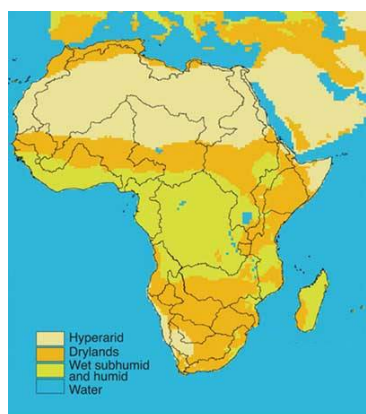 Hyperarid
Drylands
Wet subhumid
and humid
Water